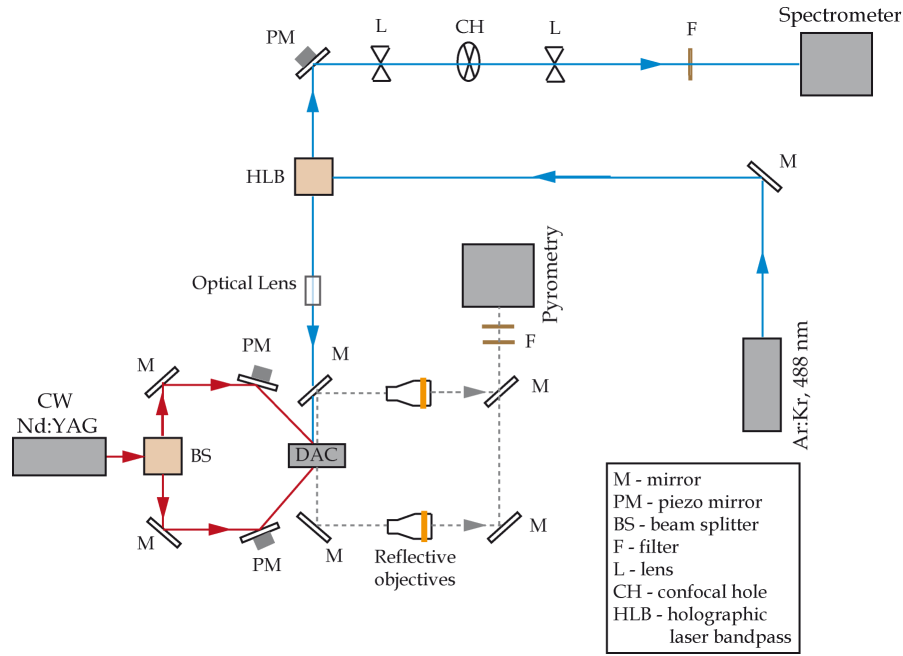 Spectrometer
PM
L
CH
L
F
HLB
M
Optical Lens
Pyrometry
F
PM
M
M
M
Ar:Kr, 488 nm
CW
Nd:YAG
BS
DAC
M
PM
M
M
Reflective
objectives
M - mirror
PM - piezo mirror
BS - beam splitter
F - filter
L - lens
CH - confocal hole
HLB - holographic
laser bandpass